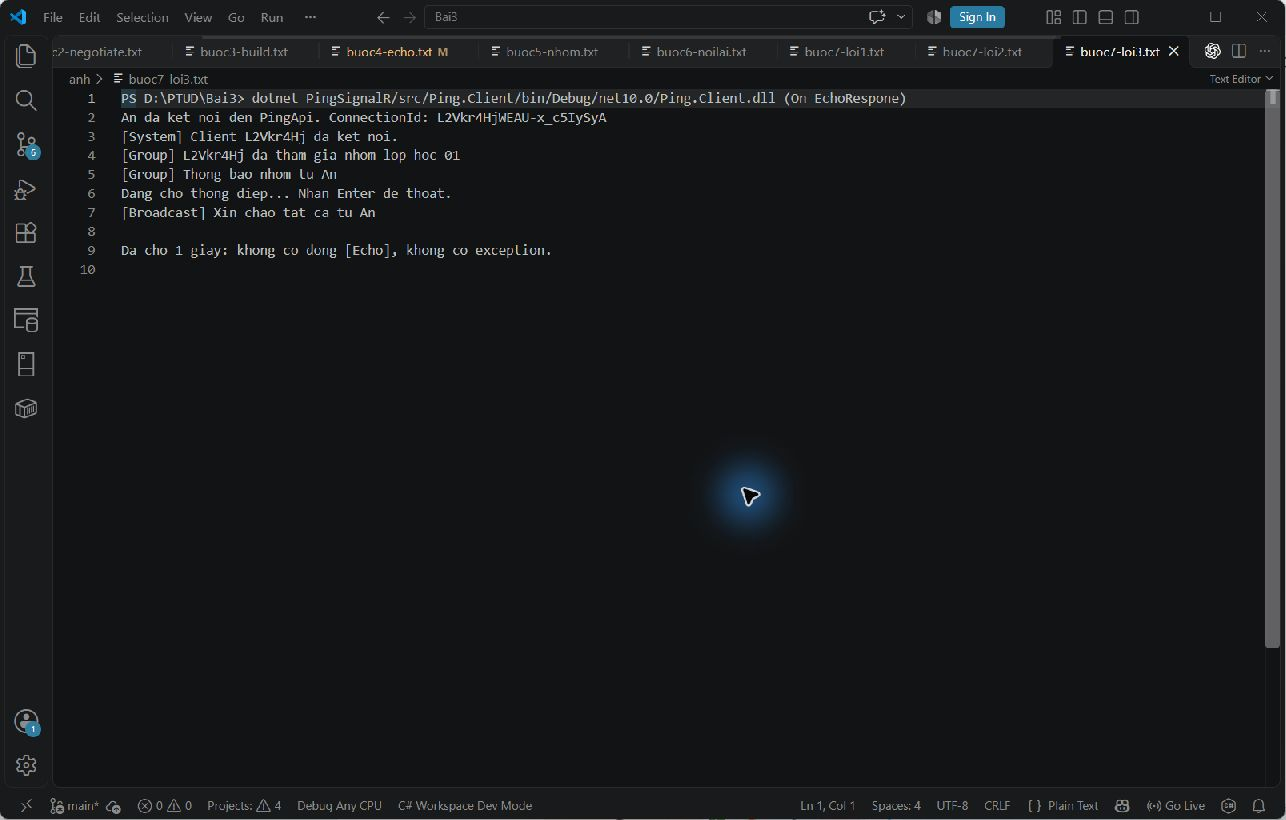 File Edit Selection View Go Run ··· Bai3 Sign In
c2-negotiate.txt buoc3-build.txt buoc4-echo.txt M buoc5-nhom.txt buoc6-noilai.txt buoc7-loi1.txt buoc7-loi2.txt buoc7-loi3.txt ···
anh > buoc7-loi3.txt Text Editor
1 PS D:\PTUD\Bai3> dotnet PingSignalR/src/Ping.Client/bin/Debug/net10.0/Ping.Client.dll (On EchoRespone)
2 An da ket noi den PingApi. ConnectionId: L2Vkr4HjWEAU-x_c5IySyA
3 [System] Client L2Vkr4Hj da ket noi.
4 [Group] L2Vkr4Hj da tham gia nhom lop hoc 01
5 [Group] Thong bao nhom tu An
6 Dang cho thong diep... Nhan Enter de thoat.
7 [Broadcast] Xin chao tat ca tu An
8
9 Da cho 1 giay: khong co dong [Echo], khong co exception.
10
6
1
main* 0 0 Projects: 4 Debug Any CPU C# Workspace Dev Mode Ln 1, Col 1 Spaces: 4 UTF-8 CRLF {} Plain Text Go Live